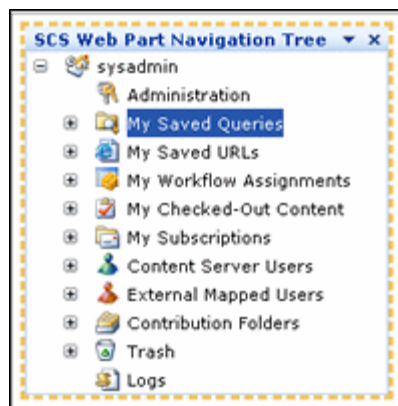 SCS Web Part Navigation Tree
sysadmin
Administration
My Saved Queries
My Saved URLs
My Workflow Assignments
My Checked-Out Content
My Subscriptions
Content Server Users
External Mapped Users
Contribution Folders
Trash
Logs